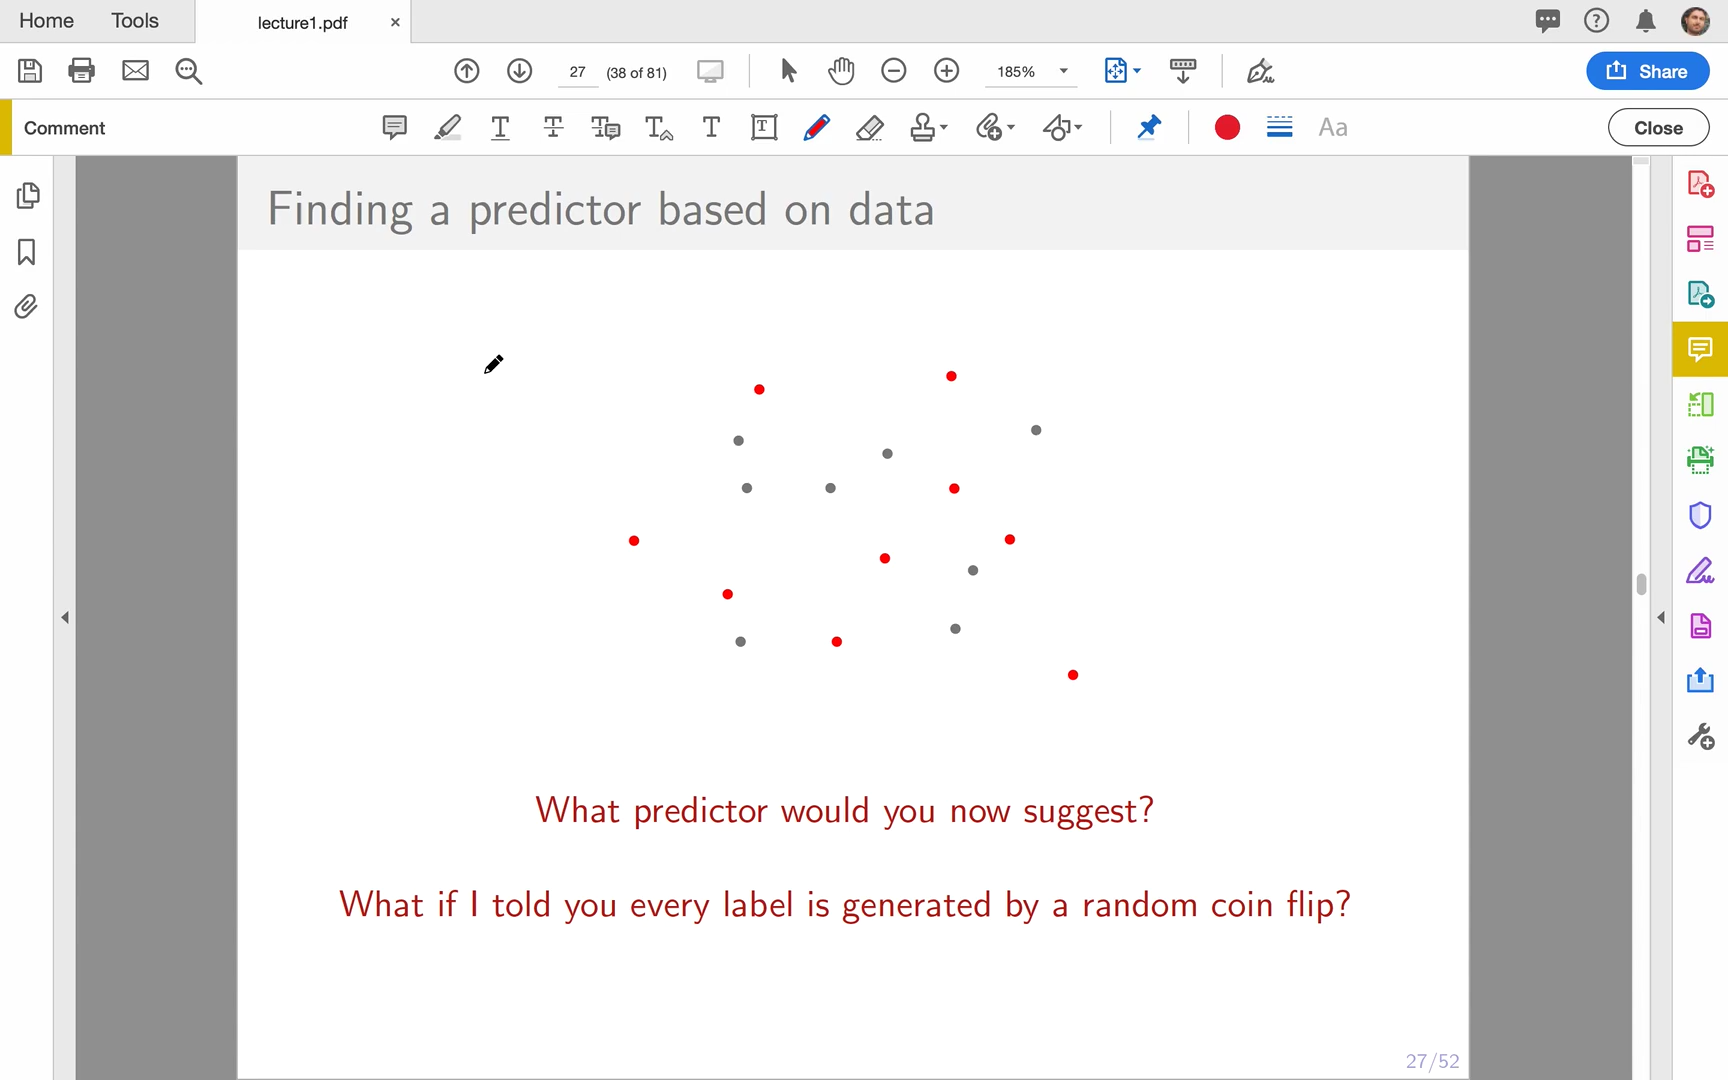 Home Tools lecture1.pdf ×
27 (38 of 81) 185% Share
Comment T T T T T T Aa Close
Finding a predictor based on data
What predictor would you now suggest?
What if I told you every label is generated by a random coin flip?
27/52